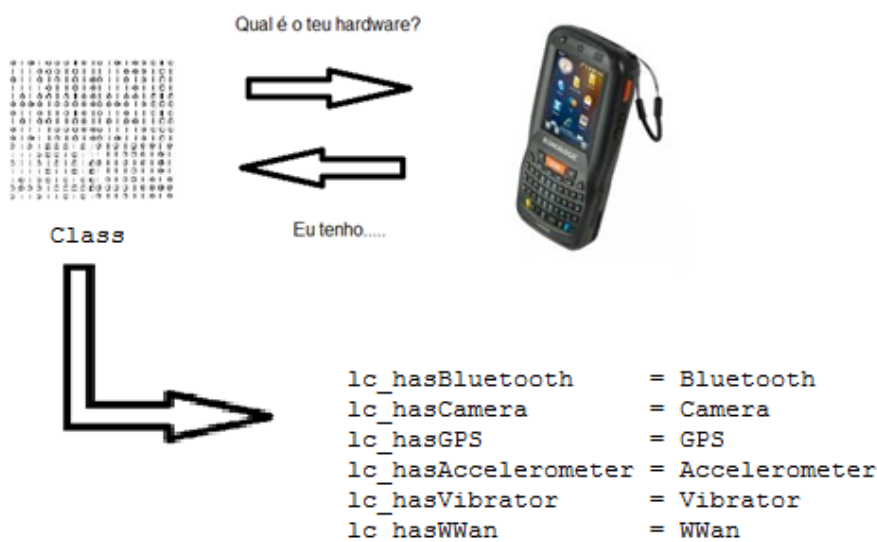 Qual é o teu hardware?
Eu tenho.....
Class
lc_hasBluetooth = Bluetooth
lc_hasCamera = Camera
lc_hasGPS = GPS
lc_hasAccelerometer = Accelerometer
lc_hasVibrator = Vibrator
lc_hasWWan = WWan